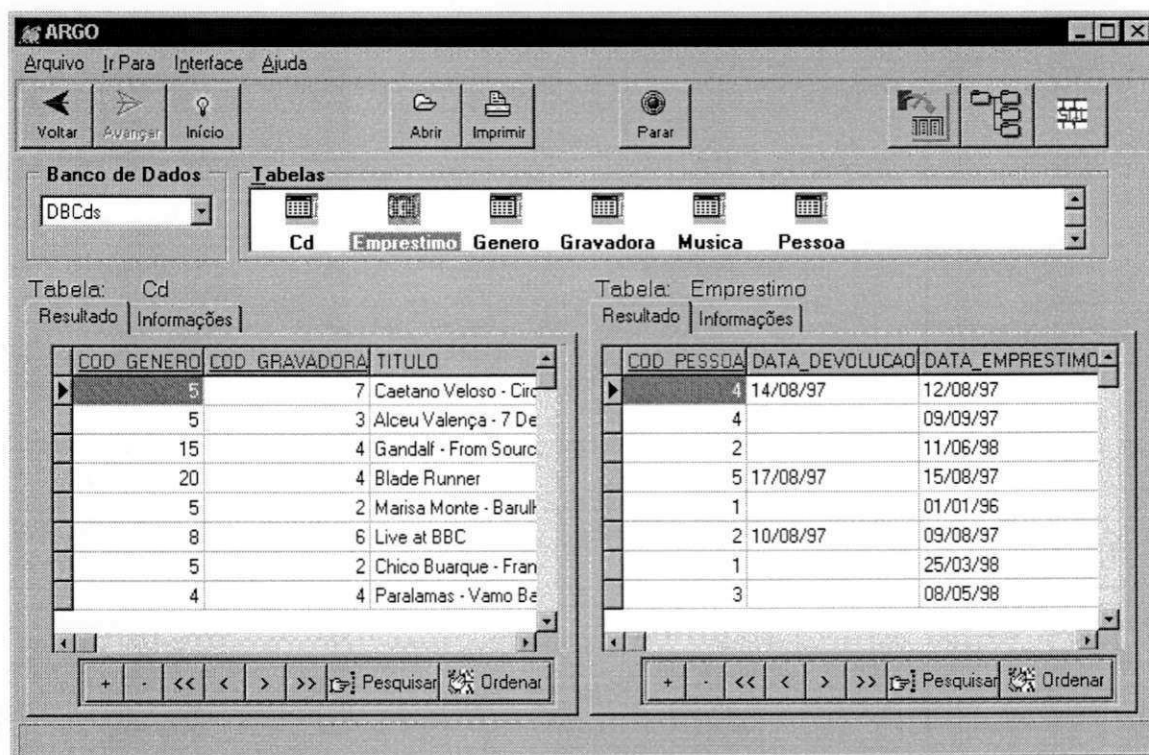 ARGO
Arquivo Ir Para Interface Ajuda
Voltar Avançar Início Abrir Imprimir Parar SQL
Banco de Dados Tabelas
DBCds
Cd Emprestimo Genero Gravadora Musica Pessoa
Tabela: Cd
Resultado Informações
COD_GENERO COD_GRAVADORA TITULO
5 7 Caetano Veloso - Circ
5 3 Alceu Valença - 7 De
15 4 Gandalf - From Sourc
20 4 Blade Runner
5 2 Marisa Monte - Barul
8 6 Live at BBC
5 2 Chico Buarque - Fran
4 4 Paralamas - Vamo Ba
+ - << < > >> Pesquisar Ordenar
Tabela: Emprestimo
Resultado Informações
COD_PESSOA DATA_DEVOLUCAO DATA_EMPRESTIMO
4 14/08/97 12/08/97
4 09/09/97
2 11/06/98
5 17/08/97 15/08/97
1 01/01/96
2 10/08/97 09/08/97
1 25/03/98
3 08/05/98
+ - << < > >> Pesquisar Ordenar